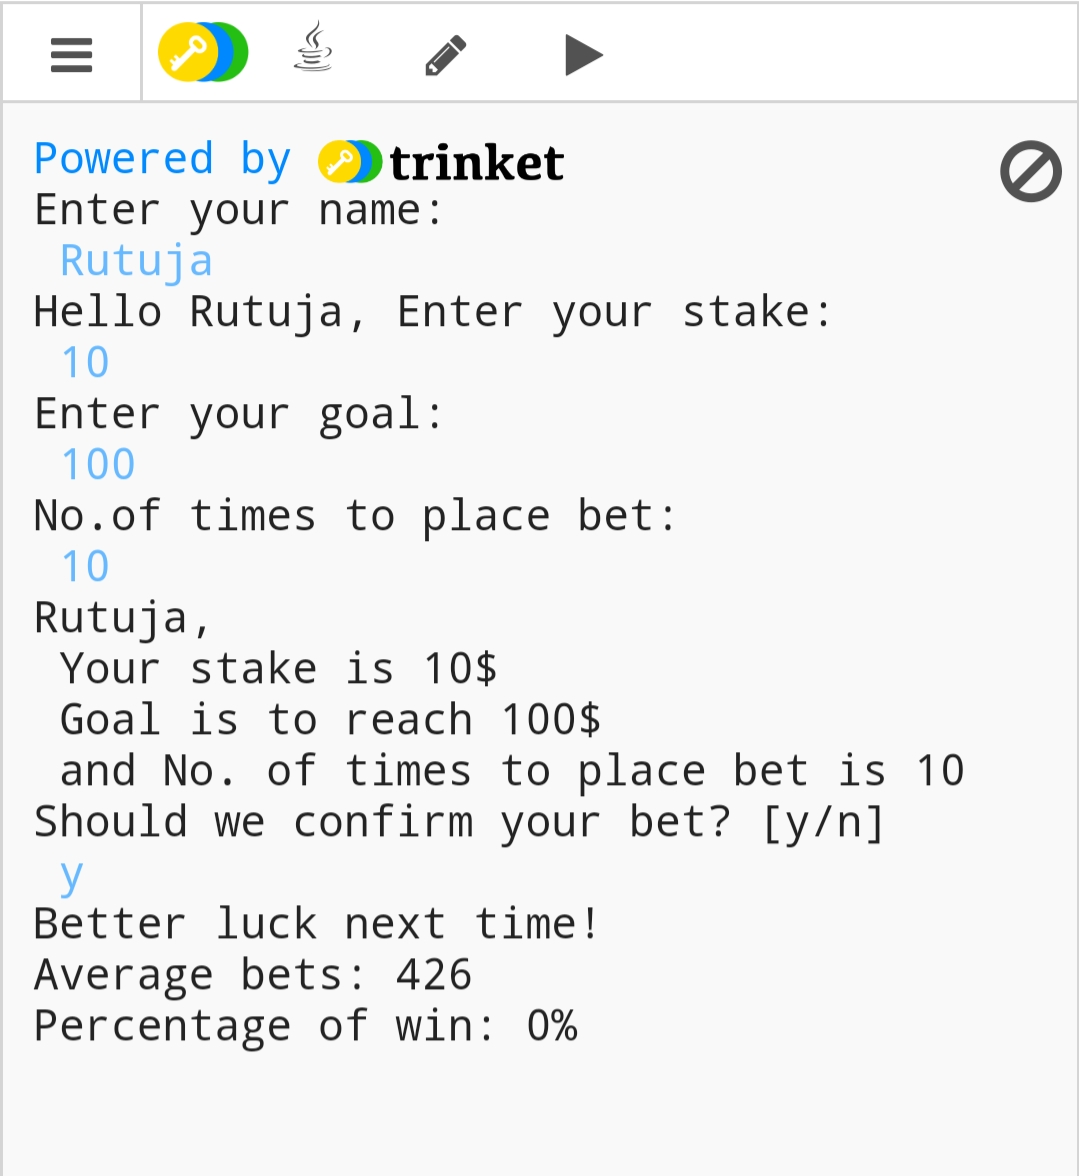 Powered by trinket
Enter your name:
Rutuja
Hello Rutuja, Enter your stake:
10
Enter your goal:
100
No.of times to place bet:
10
Rutuja,
Your stake is 10$
Goal is to reach 100$
and No. of times to place bet is 10
Should we confirm your bet? [y/n]
y
Better luck next time!
Average bets: 426
Percentage of win: 0%